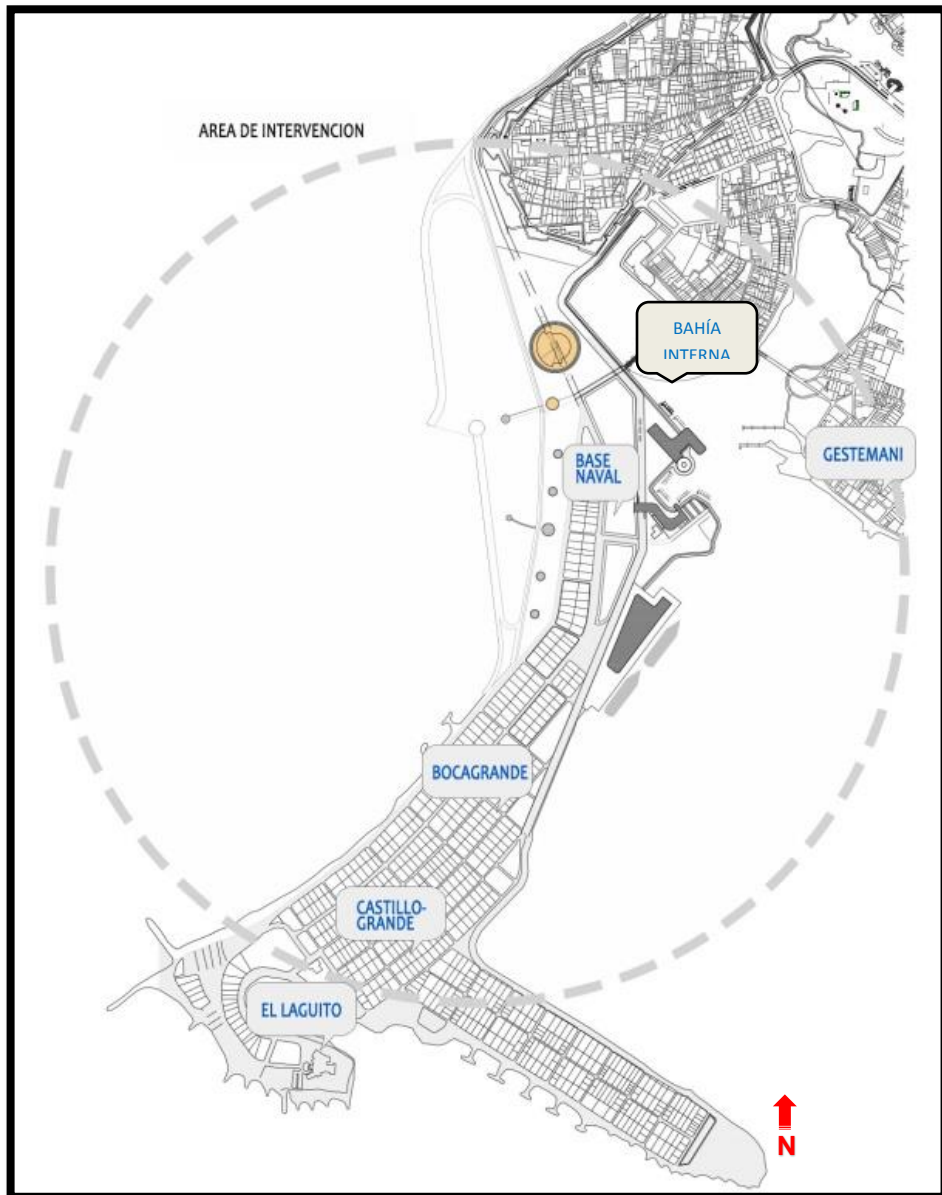 AREA DE INTERVENCION
BAHÍA
INTERNA
GESTEMANI
BASE
NAVAL
BOCAGRANDE
CASTILLO-
GRANDE
EL LAGUITO
N